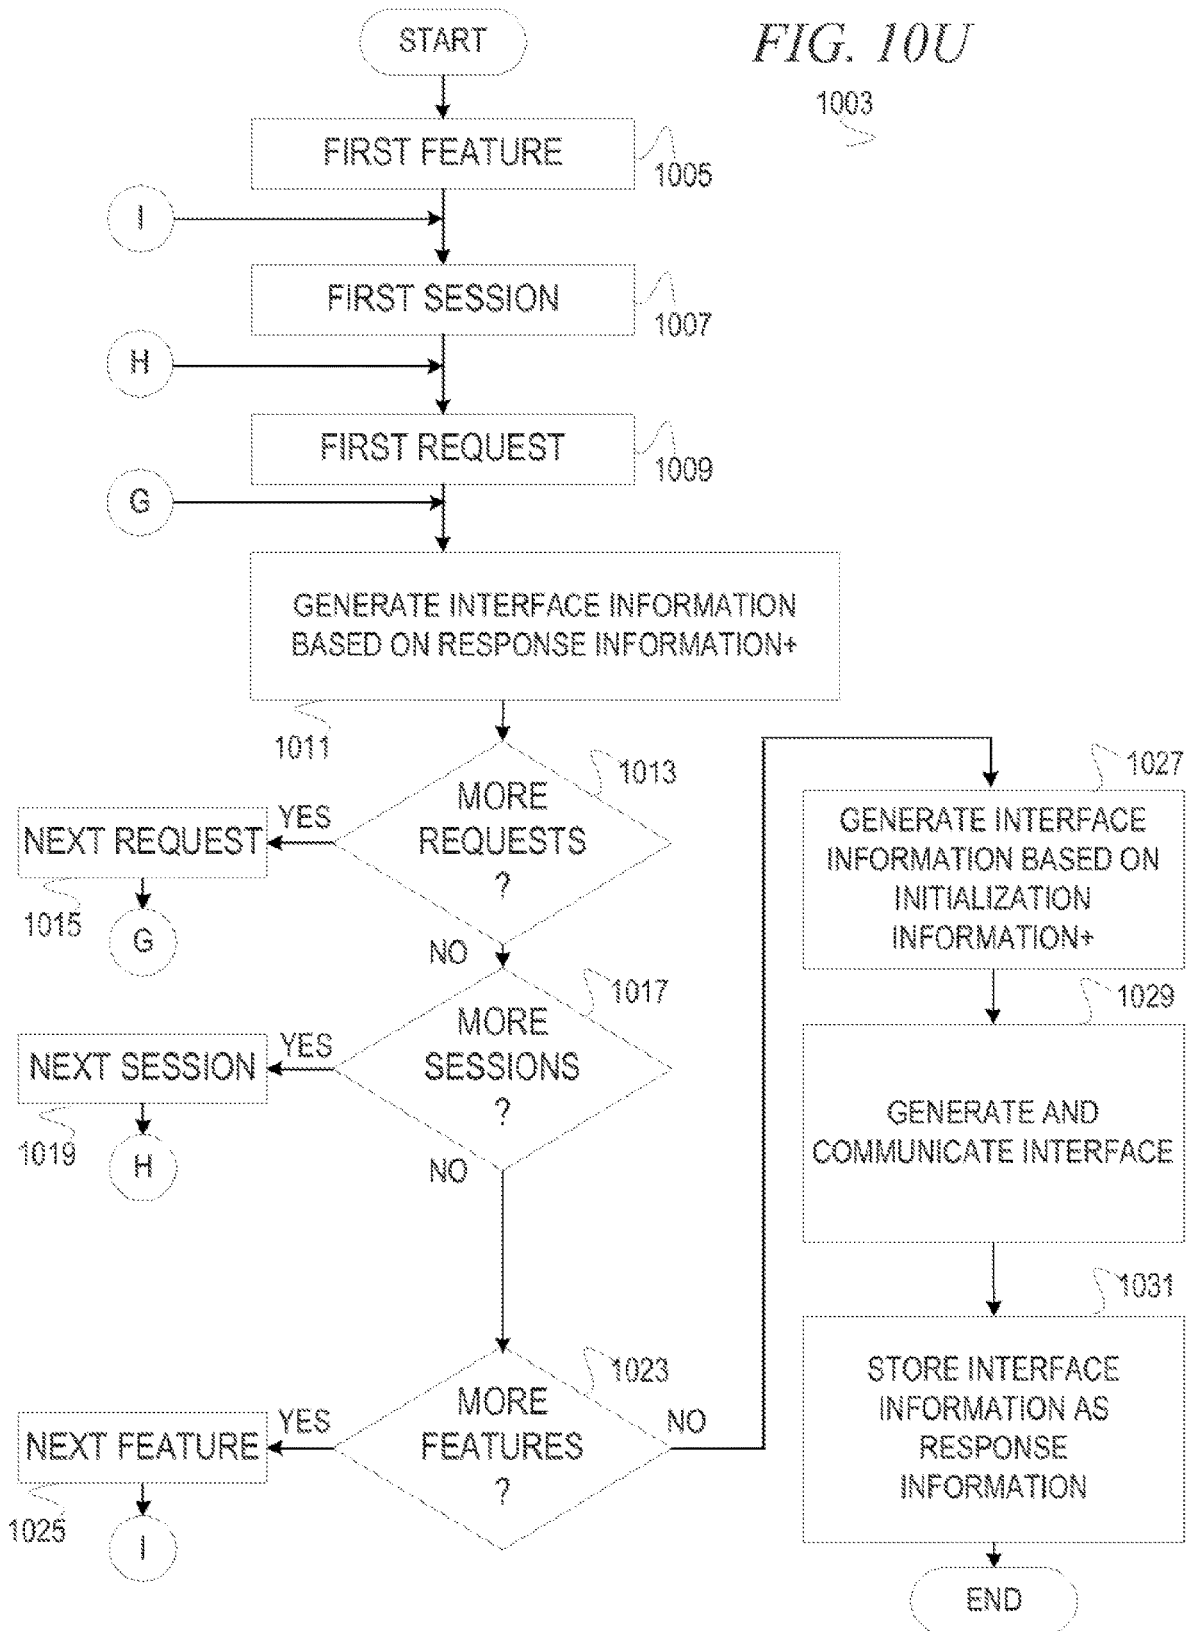 START
FIG. 10U
1003
FIRST FEATURE
1005
I
FIRST SESSION
1007
H
FIRST REQUEST
1009
G
GENERATE INTERFACE INFORMATION
BASED ON RESPONSE INFORMATION+
1011
MORE
REQUESTS
?
1013
YES
NEXT REQUEST
1015
G
NO
MORE
SESSIONS
?
1017
YES
NEXT SESSION
1019
H
NO
MORE
FEATURES
?
1023
YES
NEXT FEATURE
1025
I
NO
1027
GENERATE INTERFACE
INFORMATION BASED ON
INITIALIZATION
INFORMATION+
1029
GENERATE AND
COMMUNICATE INTERFACE
1031
STORE INTERFACE
INFORMATION AS
RESPONSE
INFORMATION
END